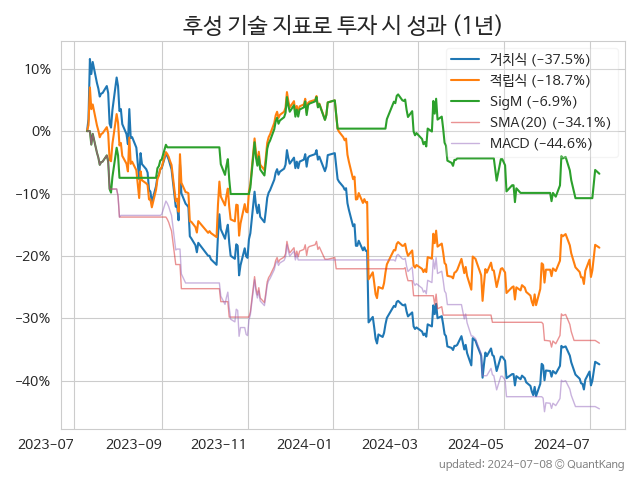 후성 기술 지표로 투자 시 성과 (1년)
거치식 (−37.5%)
적립식 (−18.7%)
SigM (−6.9%)
SMA(20) (−34.1%)
MACD (−44.6%)
10%
0%
−10%
−20%
−30%
−40%
2023-07 2023-09 2023-11 2024-01 2024-03 2024-05 2024-07
updated: 2024-07-08 @ QuantKang